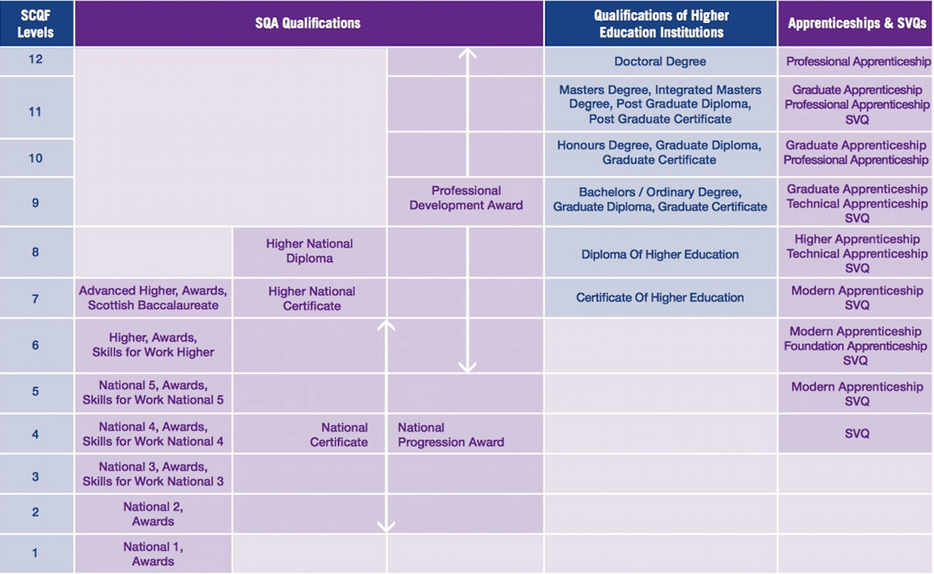 SCQF
Levels
SQA Qualifications
Qualifications of Higher
Education Institutions
Apprenticeships & SVQs
12
Doctoral Degree
Professional Apprenticeship
11
Masters Degree, Integrated Masters
Degree, Post Graduate Diploma,
Post Graduate Certificate
Graduate Apprenticeship
Professional Apprenticeship
SVQ
10
Honours Degree, Graduate Diploma,
Graduate Certificate
Graduate Apprenticeship
Professional Apprenticeship
9
Professional
Development Award
Bachelors / Ordinary Degree,
Graduate Diploma, Graduate Certificate
Graduate Apprenticeship
Technical Apprenticeship
SVQ
8
Higher National
Diploma
Diploma Of Higher Education
Higher Apprenticeship
Technical Apprenticeship
SVQ
7
Advanced Higher, Awards,
Scottish Baccalaureate
Higher National
Certificate
Certificate Of Higher Education
Modern Apprenticeship
SVQ
6
Higher, Awards,
Skills for Work Higher
Modern Apprenticeship
Foundation Apprenticeship
SVQ
5
National 5, Awards,
Skills for Work National 5
Modern Apprenticeship
SVQ
4
National 4, Awards,
Skills for Work National 4
National
Certificate
National
Progression Award
SVQ
3
National 3, Awards,
Skills for Work National 3
2
National 2,
Awards
1
National 1,
Awards